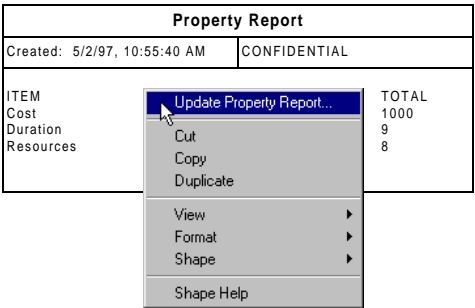 Property Report
Created: 5/2/97, 10:55:40 AM CONFIDENTIAL
ITEM TOTAL
Cost 1000
Duration 9
Resources 8
Update Property Report...
Cut
Copy
Duplicate
View
Format
Shape
Shape Help